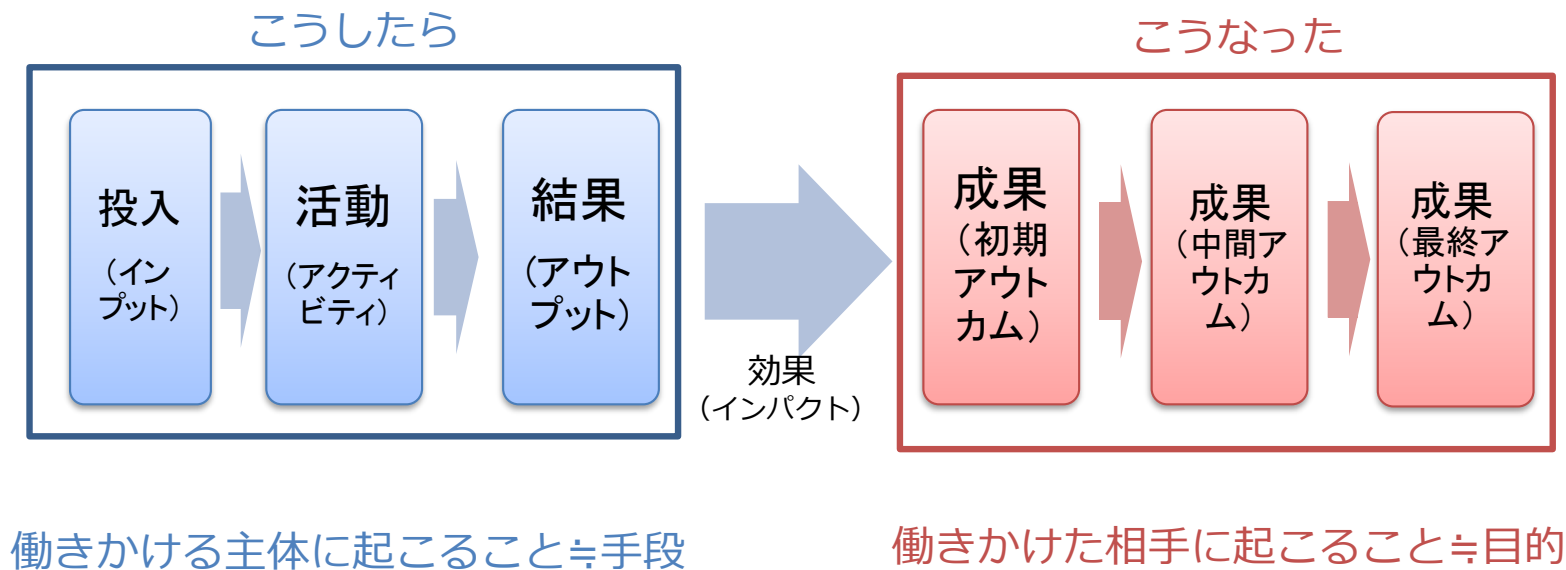 こうしたら
こうなった
投入
（イン
プット）
活動
（アクティ
ビティ）
結果
（アウト
プット）
効果
（インパクト）
成果
（初期
アウト
カム）
成果
（中間ア
ウトカ
ム）
成果
（最終ア
ウトカ
ム）
働きかける主体に起こること≒手段
働きかけた相手に起こること≒目的